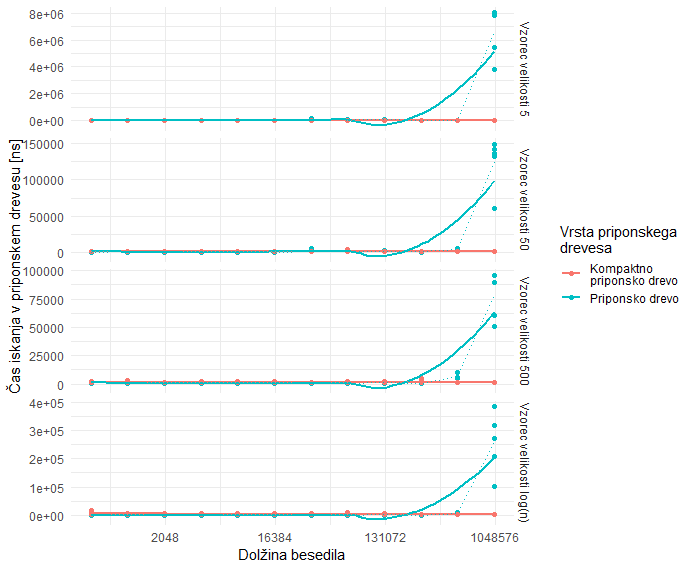 Čas iskanja v priponskem drevesu [ns]
8e+06
6e+06
4e+06
2e+06
0e+00
Vzorec velikosti 5
150000
100000
50000
0
Vzorec velikosti 50
100000
75000
50000
25000
0
Vzorec velikosti 500
4e+05
3e+05
2e+05
1e+05
0e+00
Vzorec velikosti log(n)
2048
16384
131072
1048576
Dolžina besedila
Vrsta priponskega
drevesa
Kompaktno
priponsko drevo
Priponsko drevo